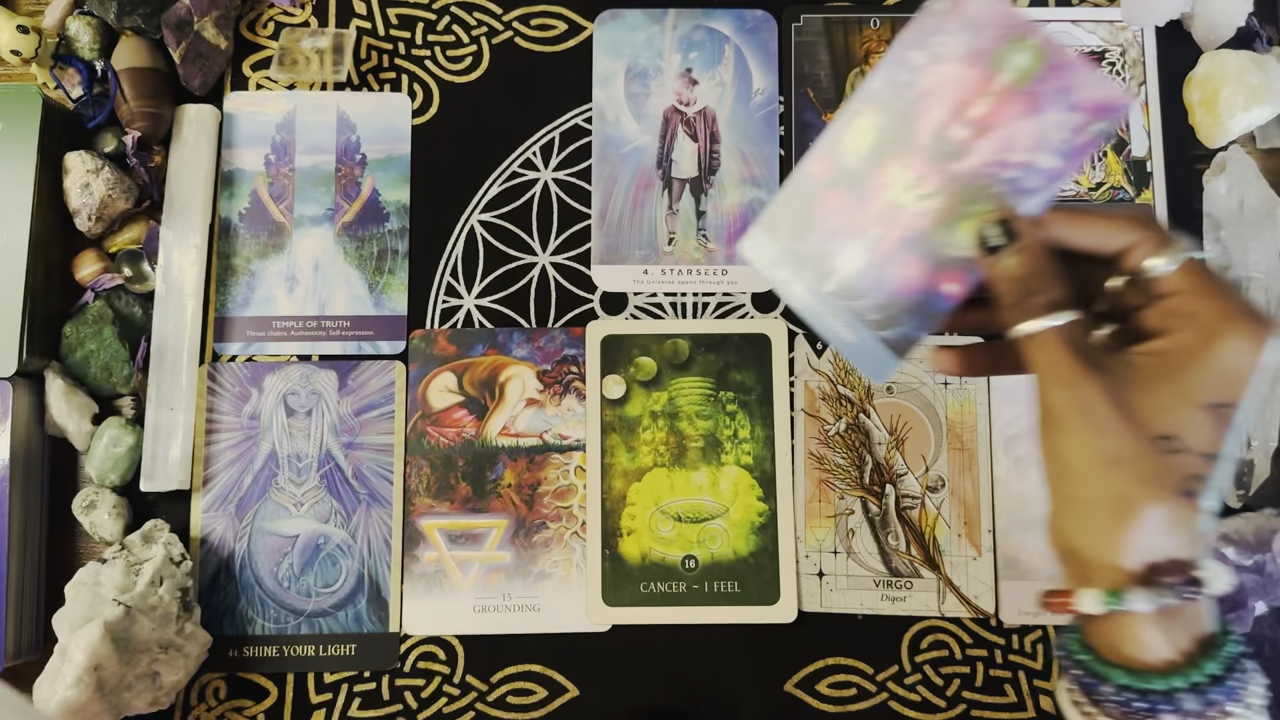 0
4. STARSEED
The Universe opens through you
TEMPLE OF TRUTH
Throat chakra. Authenticity. Self-expression.
6
16
CANCER ~ I FEEL
VIRGO
Digest
15
GROUNDING
44. SHINE YOUR LIGHT